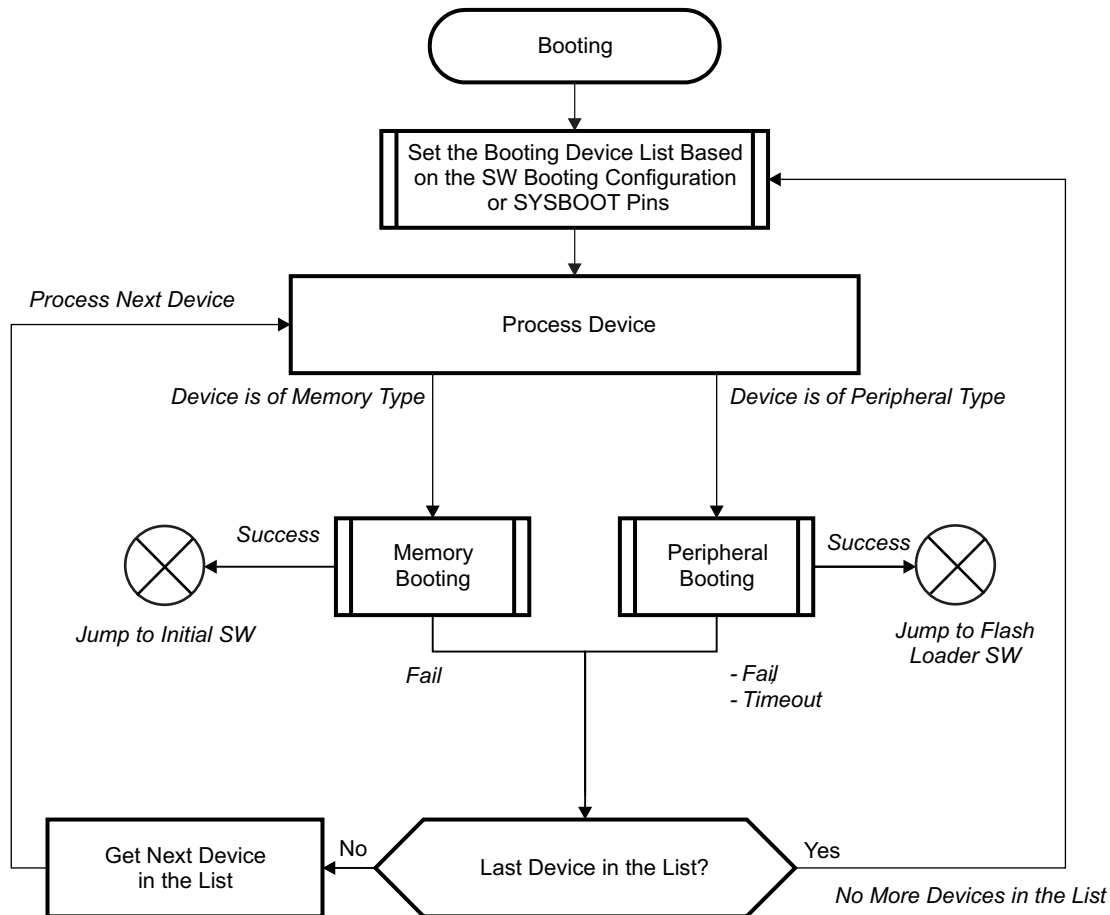 Booting
Set the Booting Device List Based
on the SW Booting Configuration
or SYSBOOT Pins
Process Next Device
Process Device
Device is of Memory Type
Device is of Peripheral Type
Success
Memory
Booting
Peripheral
Booting
Success
Jump to Initial SW
Jump to Flash
Loader SW
Fail
- Fail,
- Timeout
Get Next Device
in the List
No
Last Device in the List?
Yes
No More Devices in the List